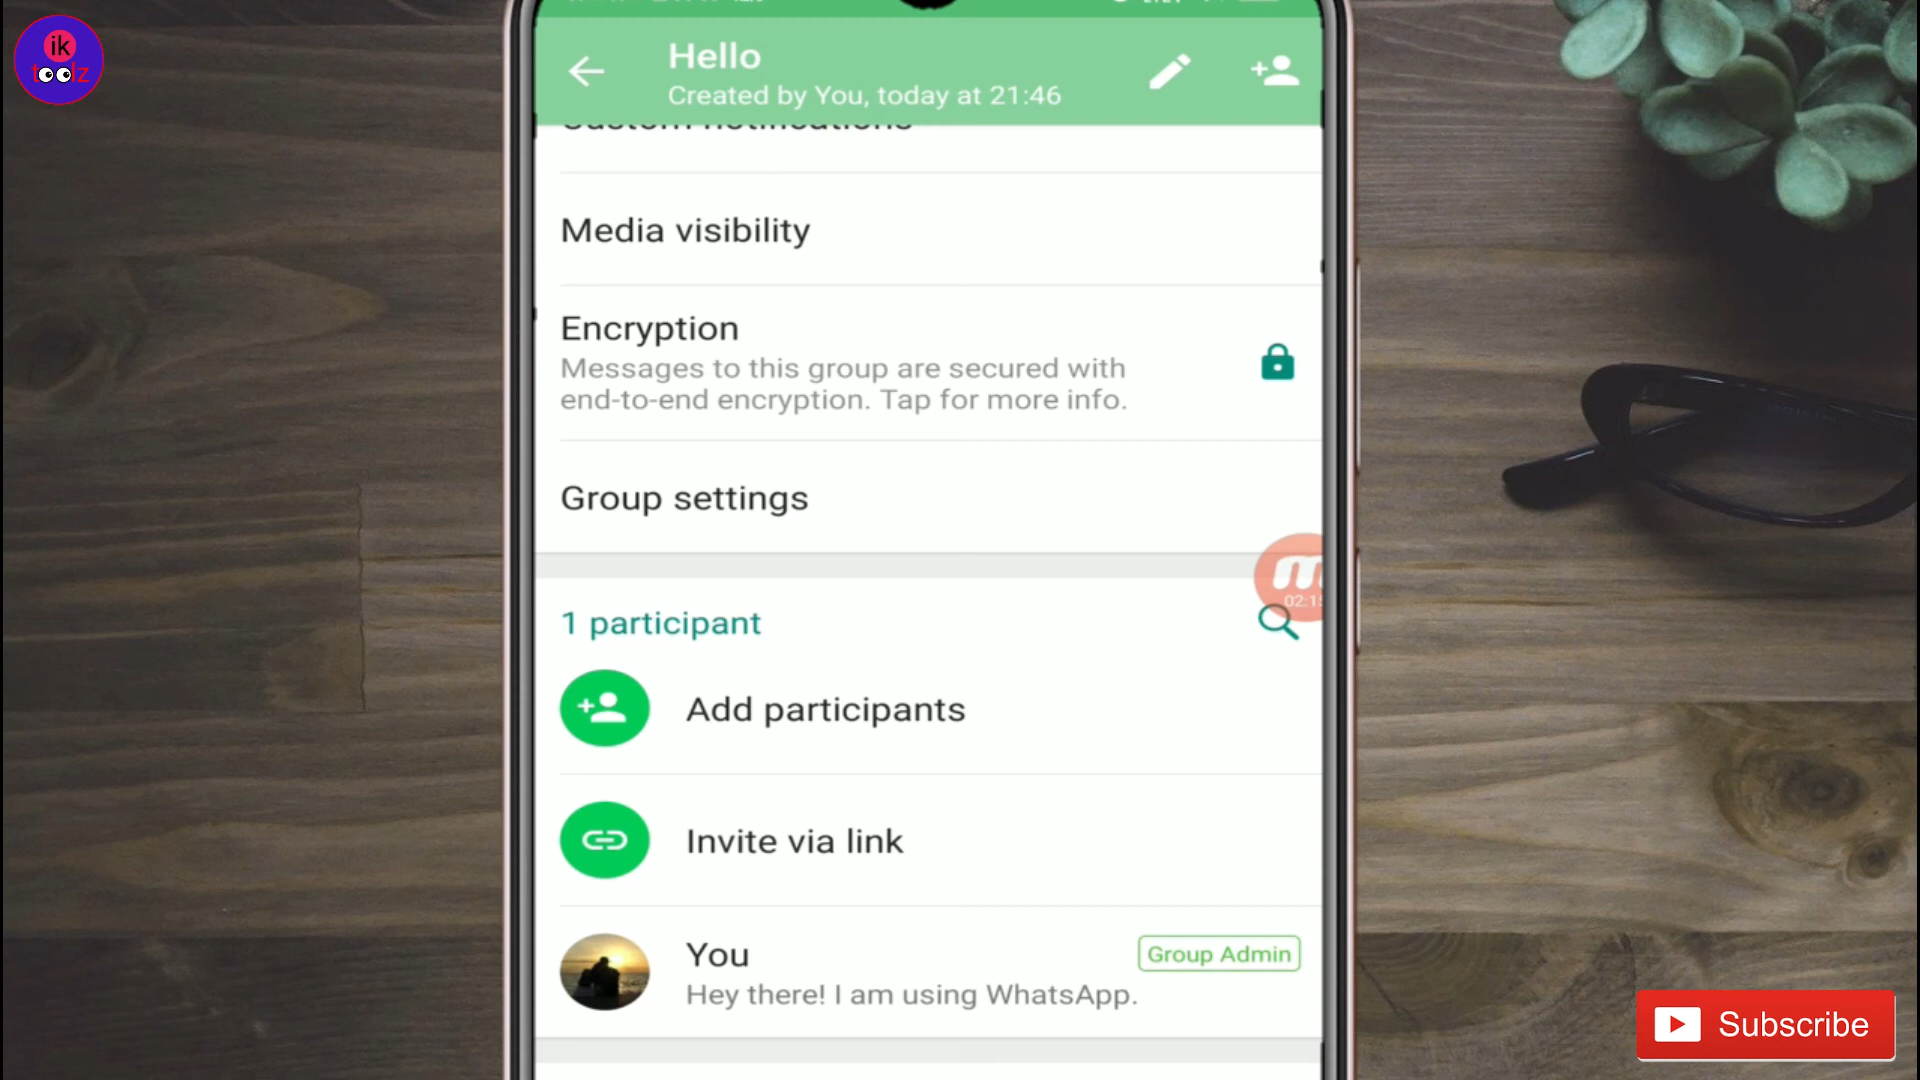 ik
toolz
Hello
Created by You, today at 21:46
Custom notifications
Media visibility
Encryption
Messages to this group are secured with
end-to-end encryption. Tap for more info.
Group settings
02:15
1 participant
Add participants
Invite via link
You
Group Admin
Hey there! I am using WhatsApp.
Subscribe